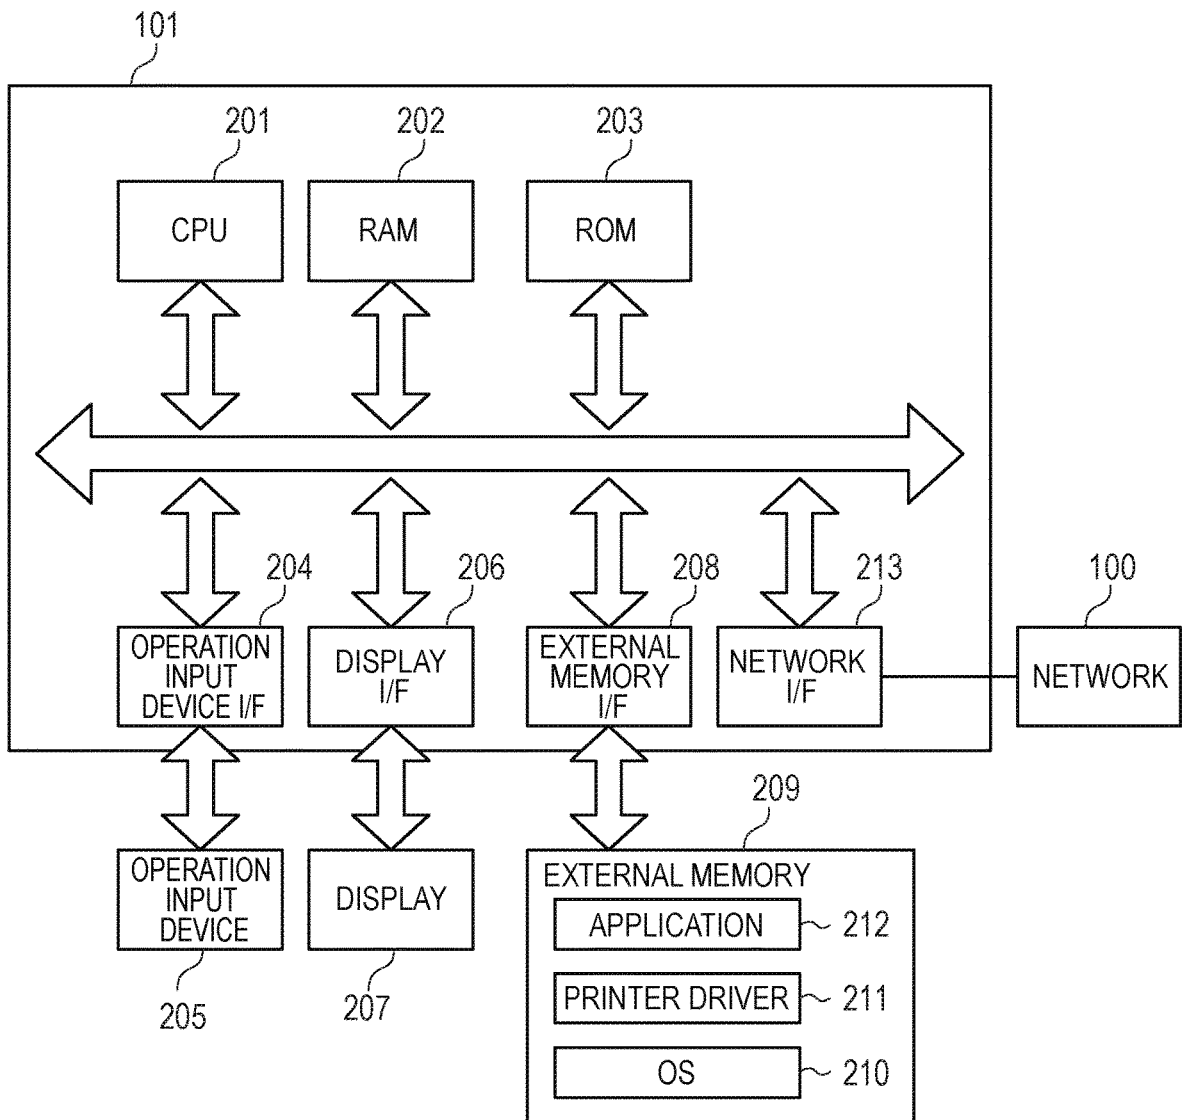 101
201
202
203
CPU
RAM
ROM
204
206
208
213
100
OPERATION
INPUT
DEVICE I/F
DISPLAY
I/F
EXTERNAL
MEMORY
I/F
NETWORK
I/F
NETWORK
209
OPERATION
INPUT
DEVICE
DISPLAY
EXTERNAL MEMORY
APPLICATION
212
205
207
PRINTER DRIVER
211
OS
210